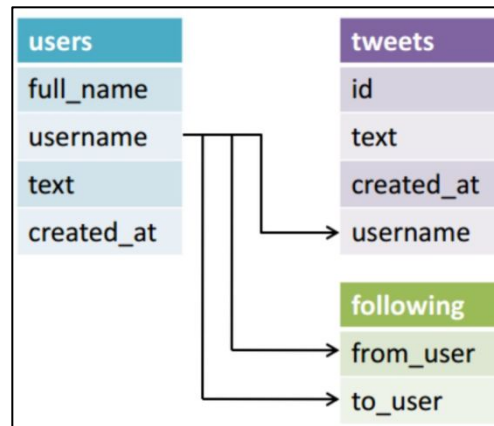 users
full_name
username
text
created_at
tweets
id
text
created_at
username
following
from_user
to_user